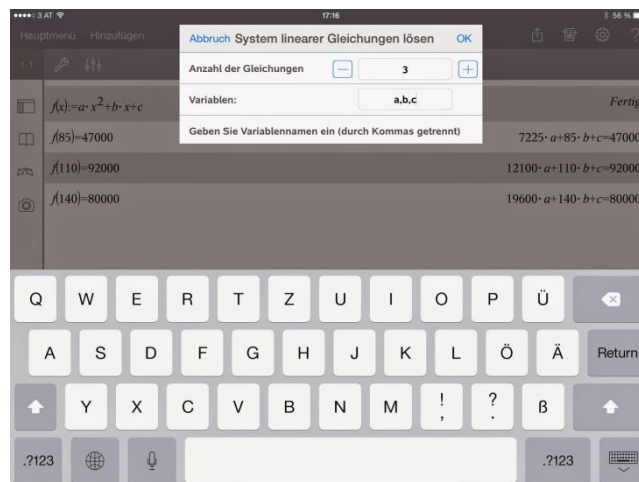 3 AT 17:16 56 %
Hauptmenü Hinzufügen
Abbruch System linearer Gleichungen lösen OK
1.1
Anzahl der Gleichungen 3
Variablen: a,b,c
Geben Sie Variablennamen ein (durch Kommas getrennt)
f(x):=a·x²+b·x+c Fertig
f(85)=47000 7225·a+85·b+c=47000
f(110)=92000 12100·a+110·b+c=92000
f(140)=80000 19600·a+140·b+c=80000
Q W E R T Z U I O P Ü
A S D F G H J K L Ö Ä Return
Y X C V B N M ! , ? . ß
.?123 .?123